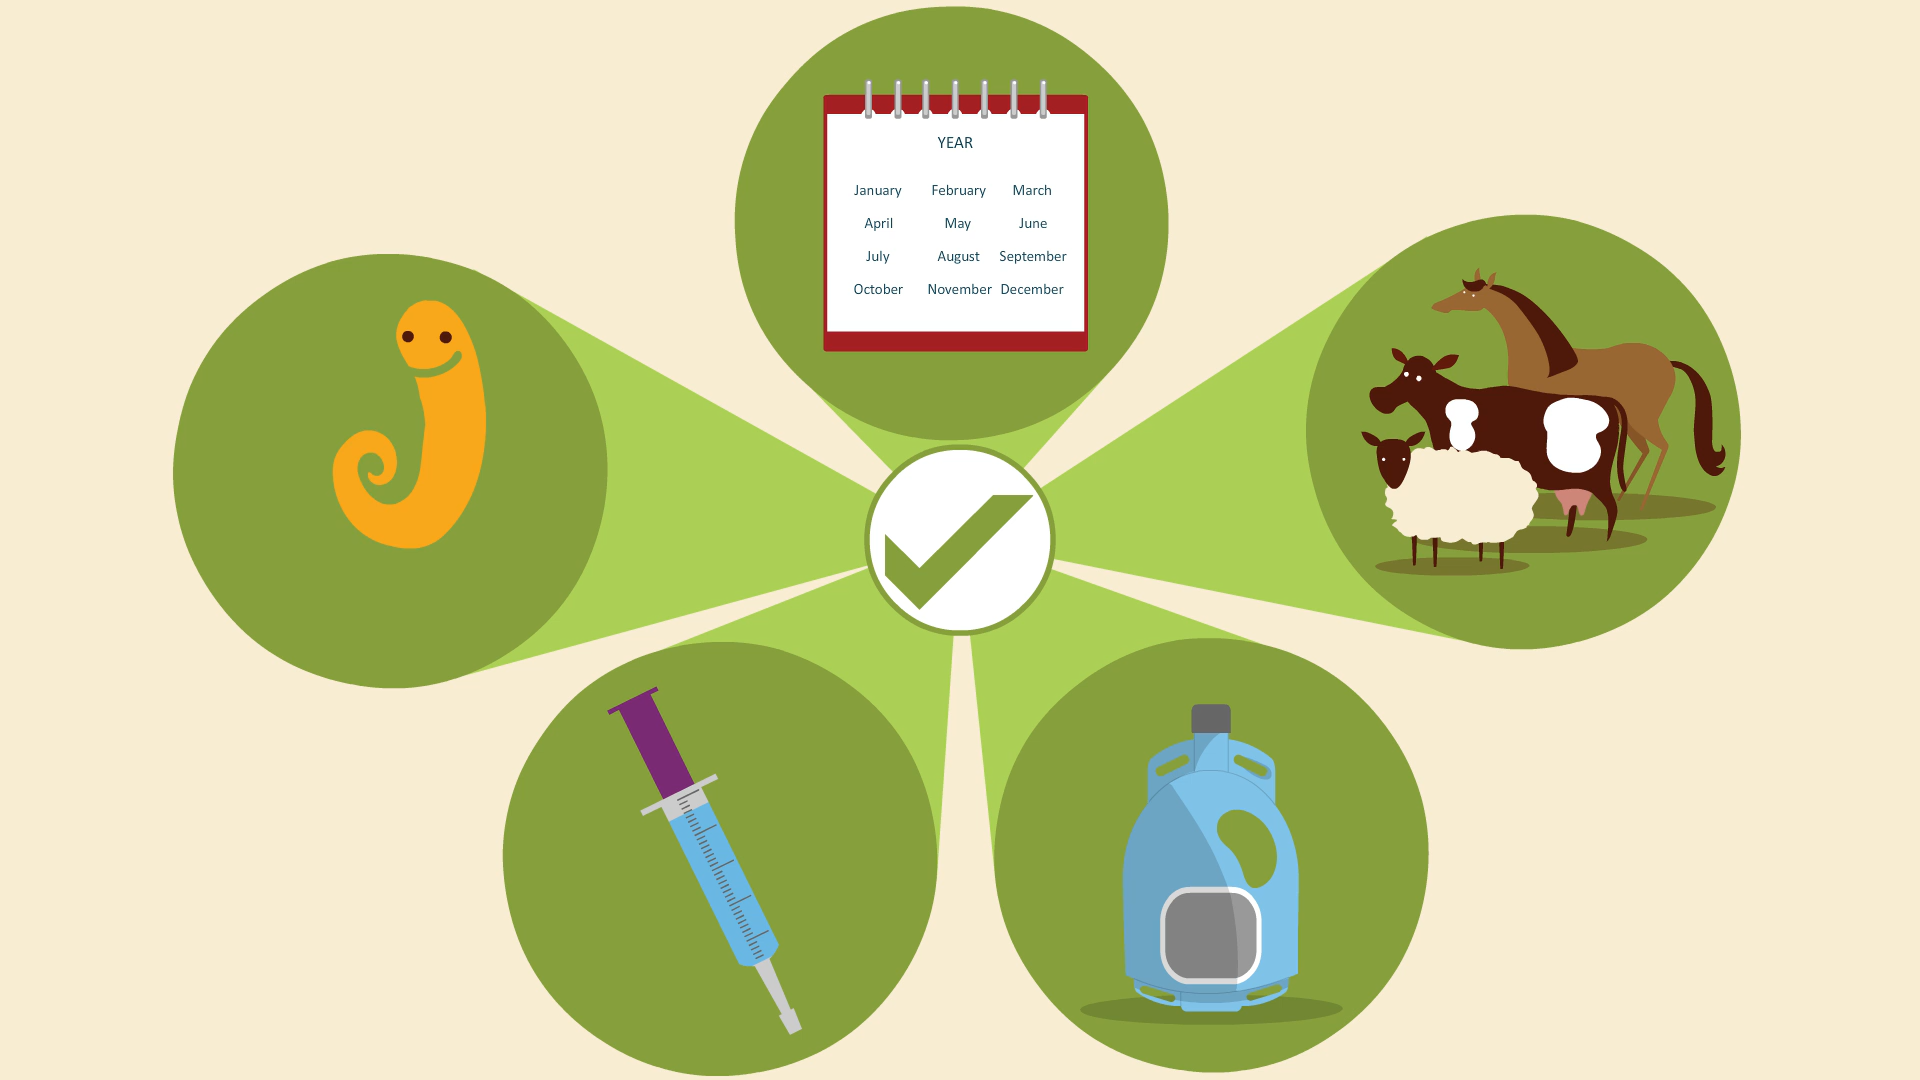 YEAR
January February March
April May June
July August September
October November December